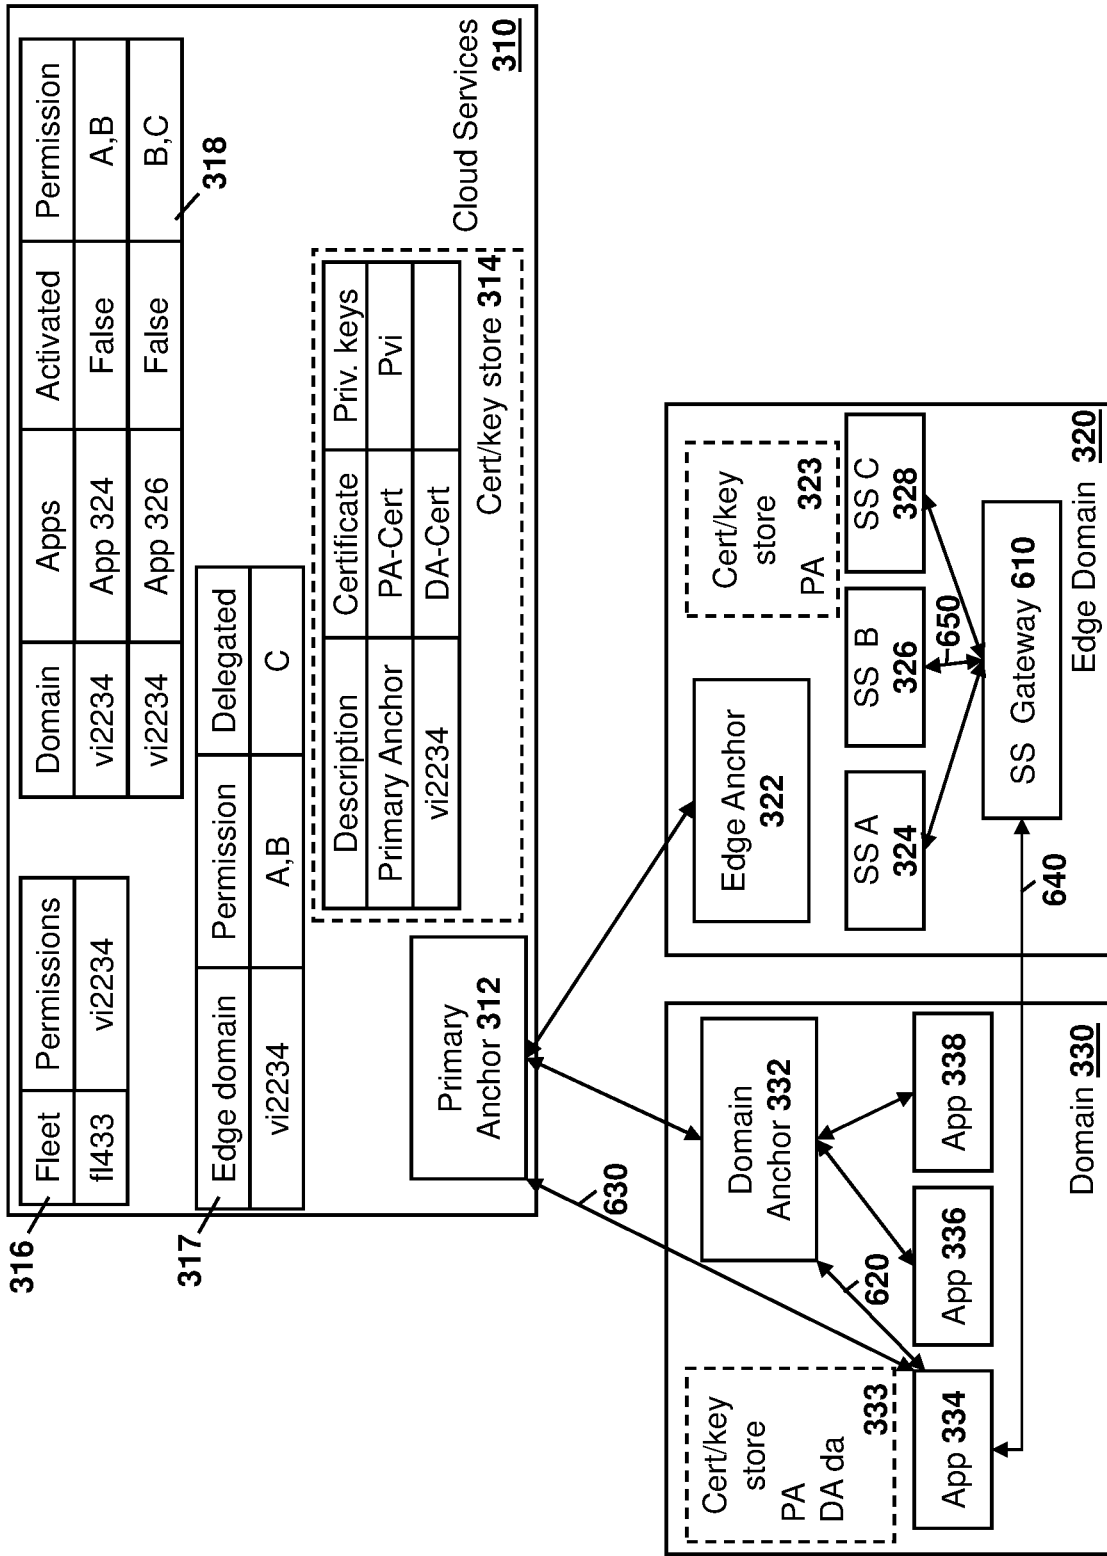 316
Fleet Permissions
fl433 vi2234
Domain Apps Activated Permission
vi2234 App 324 False A,B
vi2234 App 326 False B,C
318
317
Edge domain Permission Delegated
vi2234 A,B C
Description Certificate Priv. keys
Primary Anchor PA-Cert Pvi
vi2234 DA-Cert
Cert/key store 314
Primary
Anchor 312
Cloud Services
310
630
Cert/key
store
PA
DA da
333
Domain
Anchor 332
620
App 334
App 336
App 338
Domain 330
640
Edge Anchor
322
Cert/key
store
323
PA
SS A
324
SS B
326
SS C
328
650
SS Gateway 610
Edge Domain 320